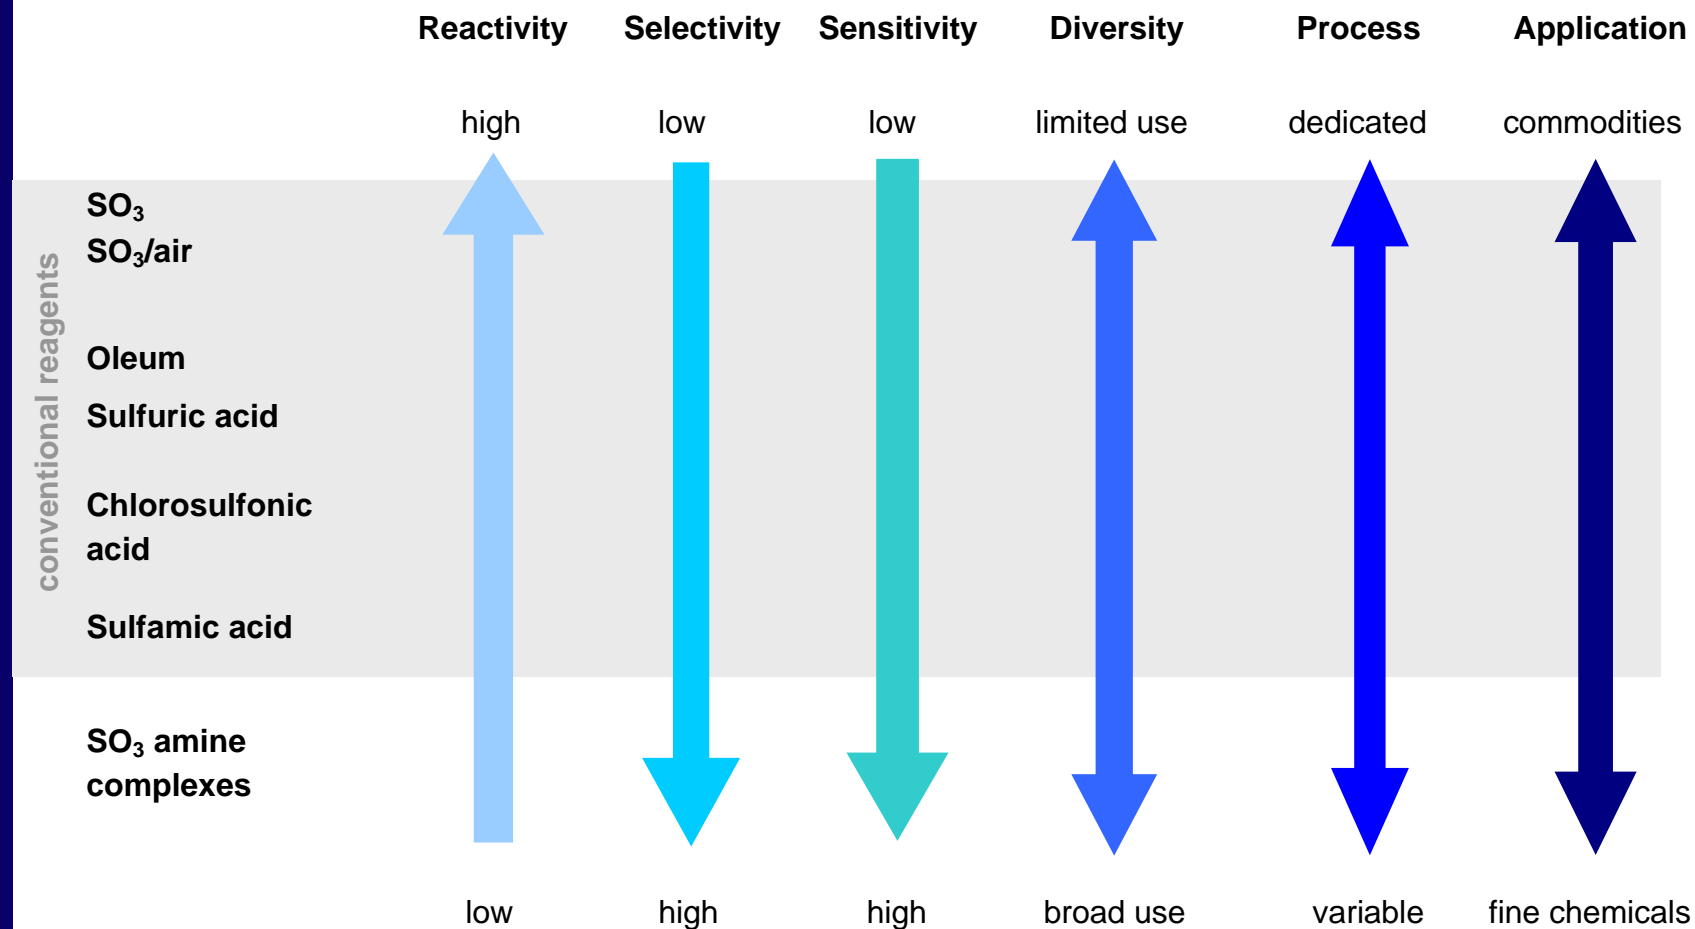 Reactivity Selectivity Sensitivity Diversity Process Application
high low low limited use dedicated commodities
conventional reagents
SO₃
SO₃/air
Oleum
Sulfuric acid
Chlorosulfonic
acid
Sulfamic acid
SO₃ amine
complexes
low high high broad use variable fine chemicals